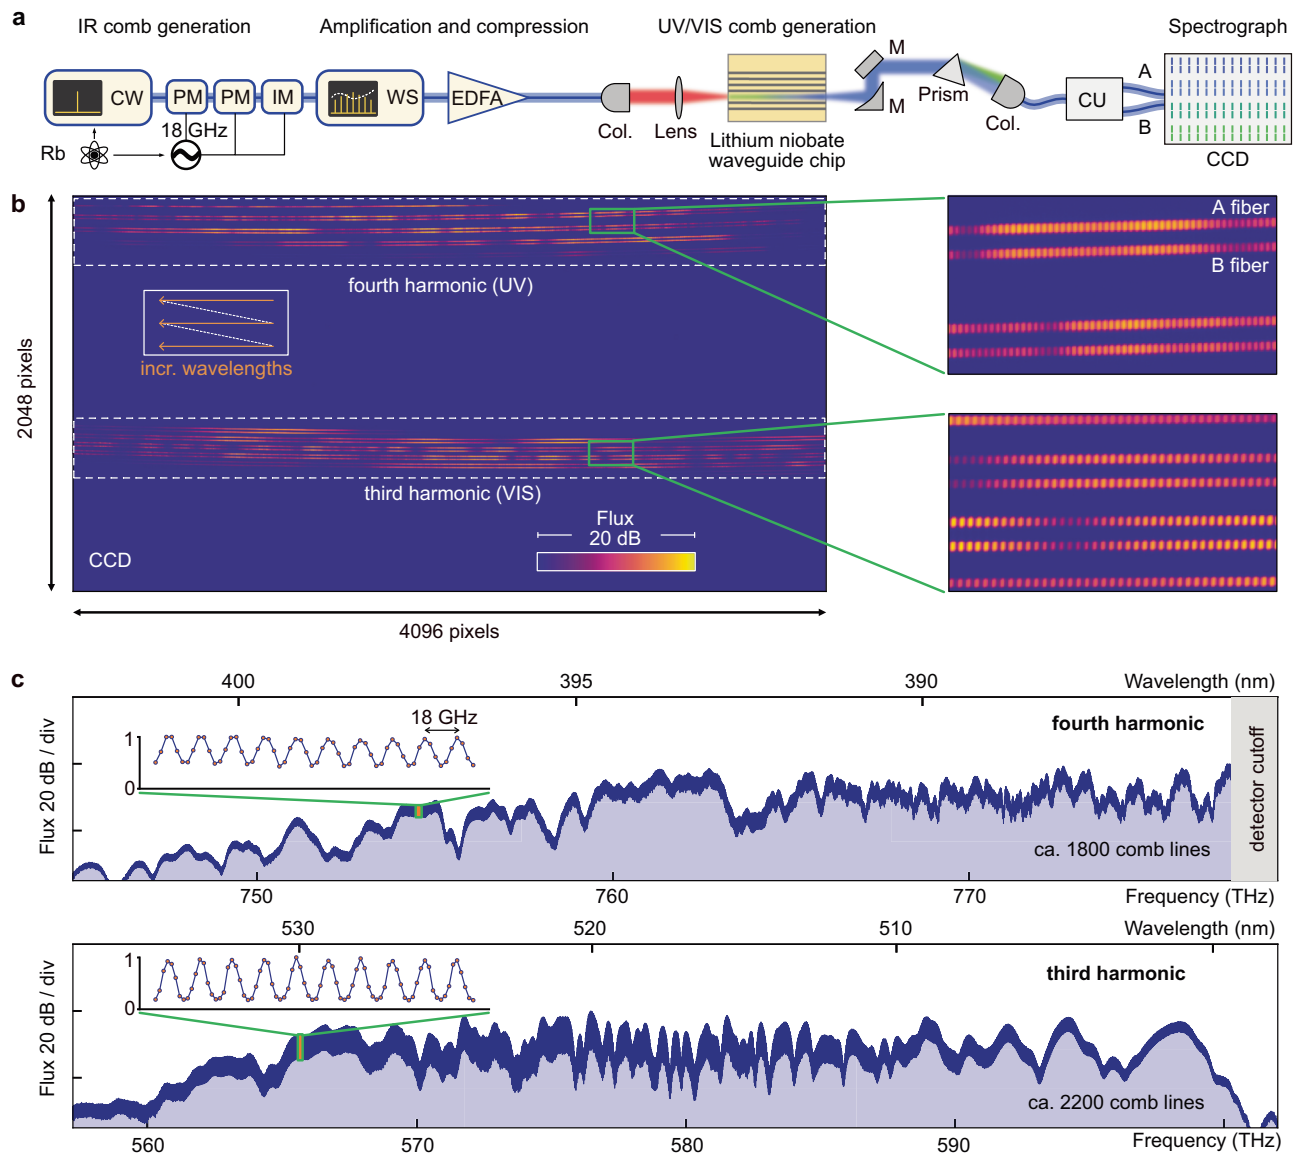 a
IR comb generation
Amplification and compression
UV/VIS comb generation
Spectrograph
CW
PM
PM
IM
WS
EDFA
18 GHz
Rb
Col.
Lens
Lithium niobate
waveguide chip
M
M
Prism
Col.
CU
A
B
CCD
b
2048 pixels
fourth harmonic (UV)
incr. wavelengths
third harmonic (VIS)
Flux
20 dB
CCD
4096 pixels
A fiber
B fiber
c
400
395
390
Wavelength (nm)
Flux 20 dB / div
1
0
18 GHz
fourth harmonic
detector cutoff
ca. 1800 comb lines
750
760
770
Frequency (THz)
530
520
510
Wavelength (nm)
Flux 20 dB / div
1
0
third harmonic
ca. 2200 comb lines
560
570
580
590
Frequency (THz)